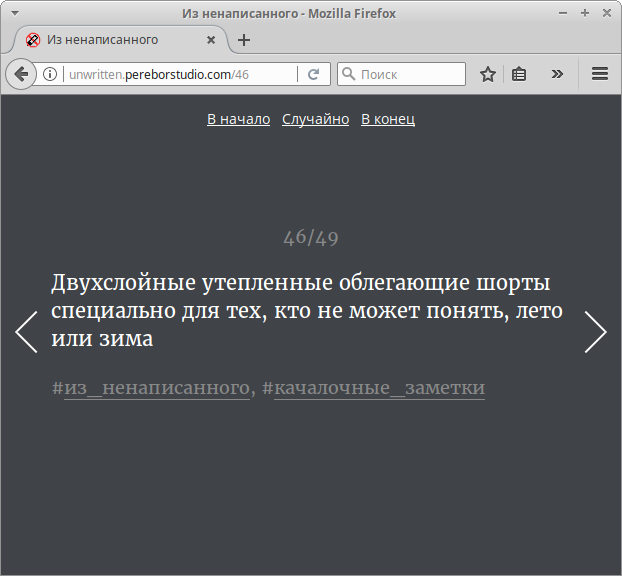 Из ненаписанного - Mozilla Firefox
Из ненаписанного
unwritten.pereborstudio.com/46
Поиск
В начало Случайно В конец
46/49
Двухслойные утепленные облегающие шорты
специально для тех, кто не может понять, лето
или зима
#из_ненаписанного, #качалочные_заметки